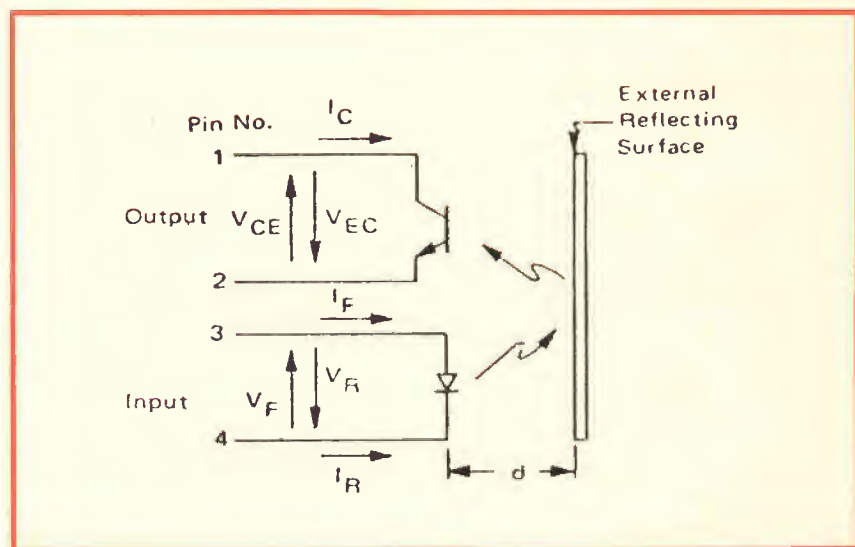 Pin No.
I_C
External
Reflecting
Surface
1
Output
V_CE
V_EC
2
I_F
3
V_R
Input
V_F
4
I_R
d